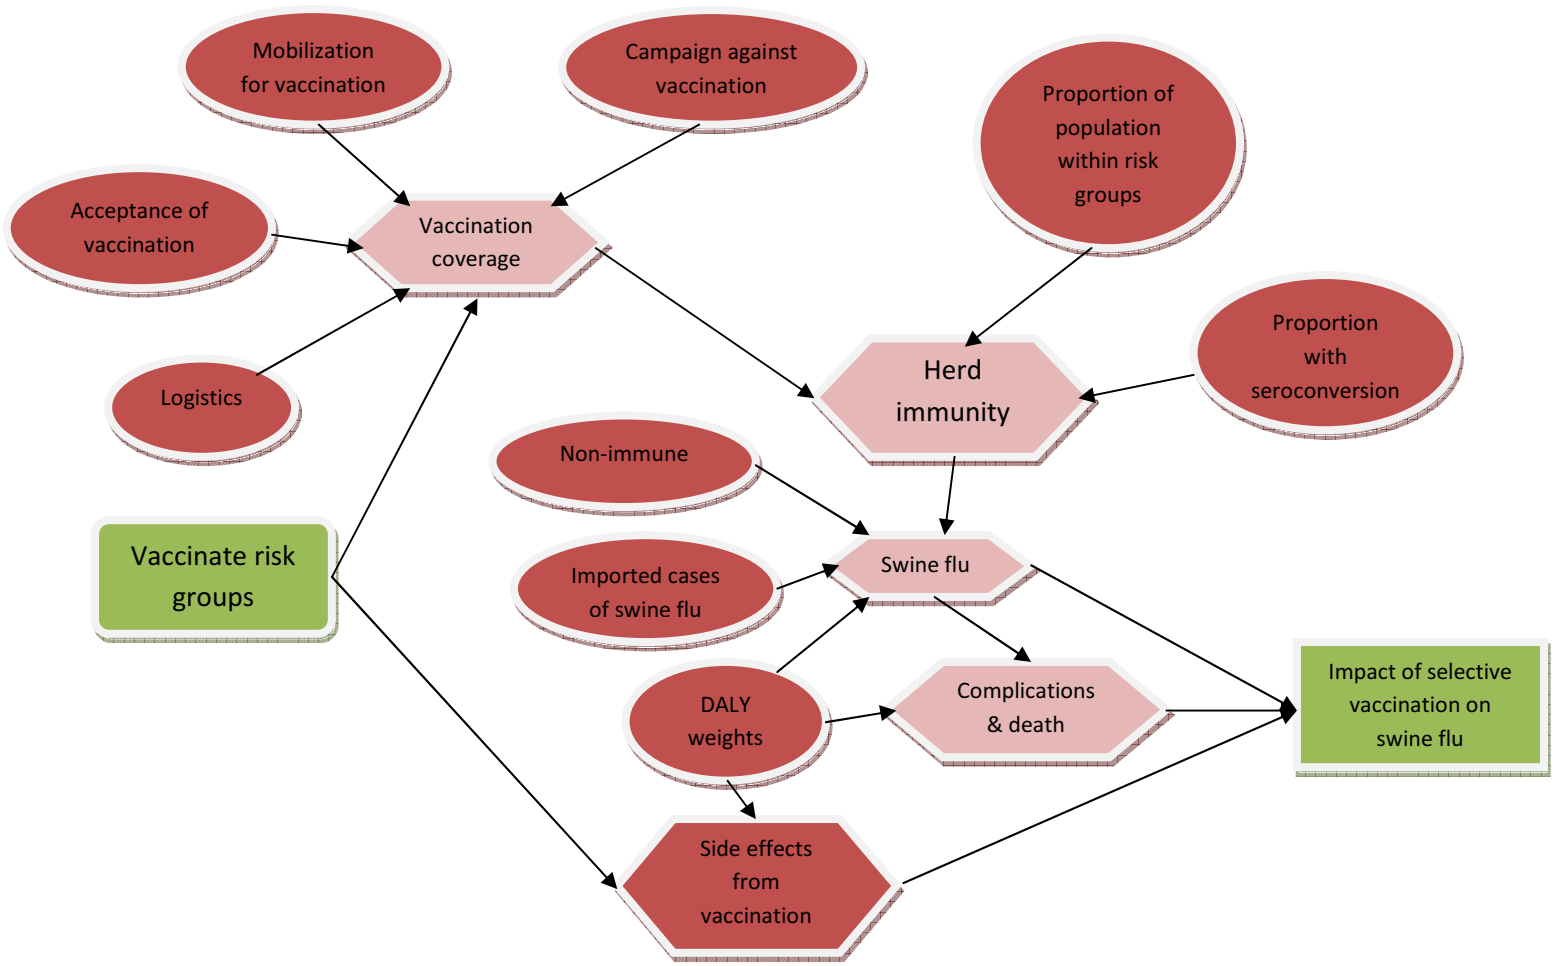 Mobilization
for vaccination
Campaign against
vaccination
Proportion of
population
within risk
groups
Acceptance of
vaccination
Vaccination
coverage
Proportion
with
seroconversion
Herd
immunity
Logistics
Non-immune
Vaccinate risk
groups
Swine flu
Imported cases
of swine flu
Impact of selective
vaccination on
swine flu
Complications
& death
DALY
weights
Side effects
from
vaccination